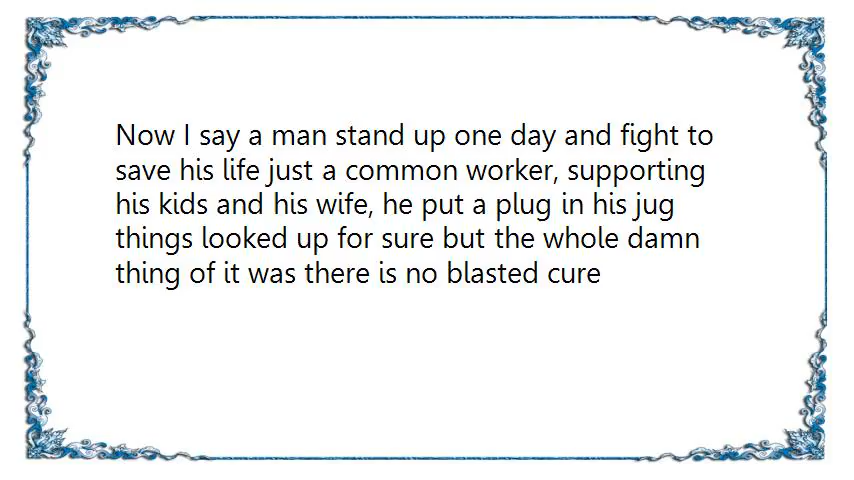 Now I say a man stand up one day and fight to
save his life just a common worker, supporting
his kids and his wife, he put a plug in his jug
things looked up for sure but the whole damn
thing of it was there is no blasted cure